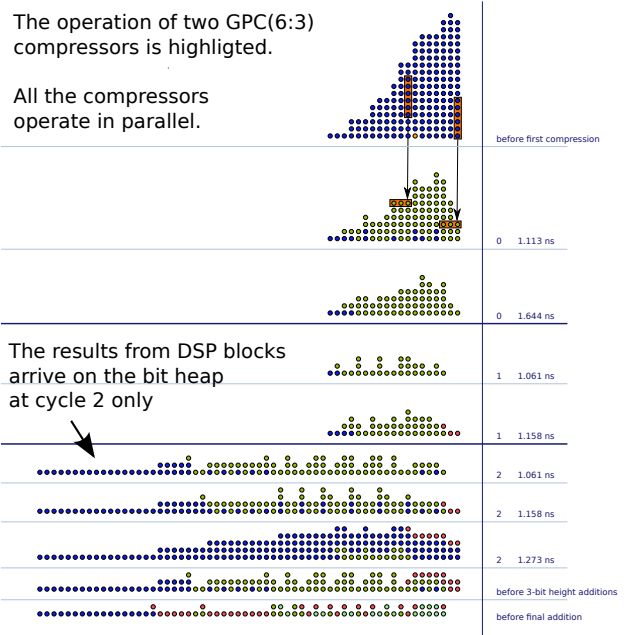 The operation of two GPC(6:3)
compressors is highligted.
All the compressors
operate in parallel.
before first compression
0 1.113 ns
0 1.644 ns
The results from DSP blocks
arrive on the bit heap
at cycle 2 only
1 1.061 ns
1 1.158 ns
2 1.061 ns
2 1.158 ns
2 1.273 ns
before 3-bit height additions
before final addition